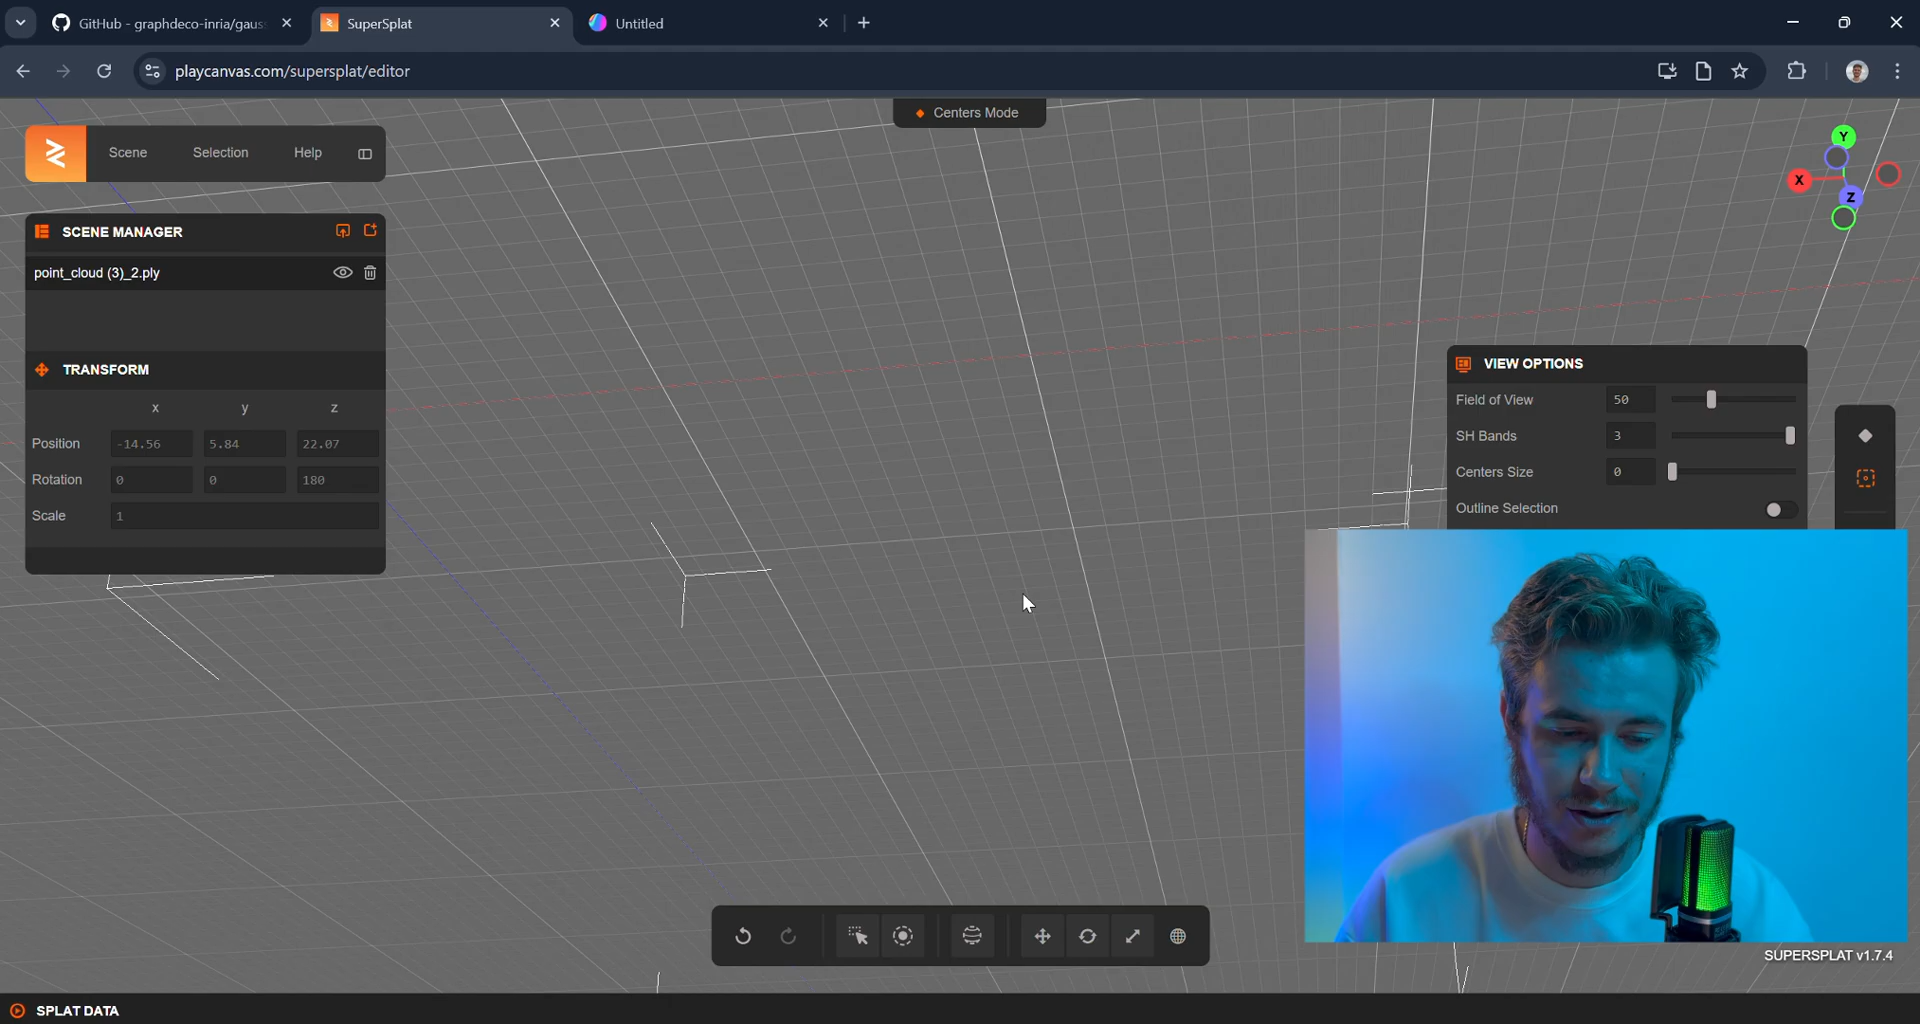 GitHub - graphdeco-inria/gaus
SuperSplat
Untitled
playcanvas.com/supersplat/editor
Centers Mode
Scene
Selection
Help
Y
X
Z
SCENE MANAGER
point_cloud (3)_2.ply
TRANSFORM
x y z
Position -14.56 5.84 22.07
Rotation 0 0 180
Scale 1
VIEW OPTIONS
Field of View 50
SH Bands 3
Centers Size 0
Outline Selection
SUPERSPLAT v1.7.4
SPLAT DATA